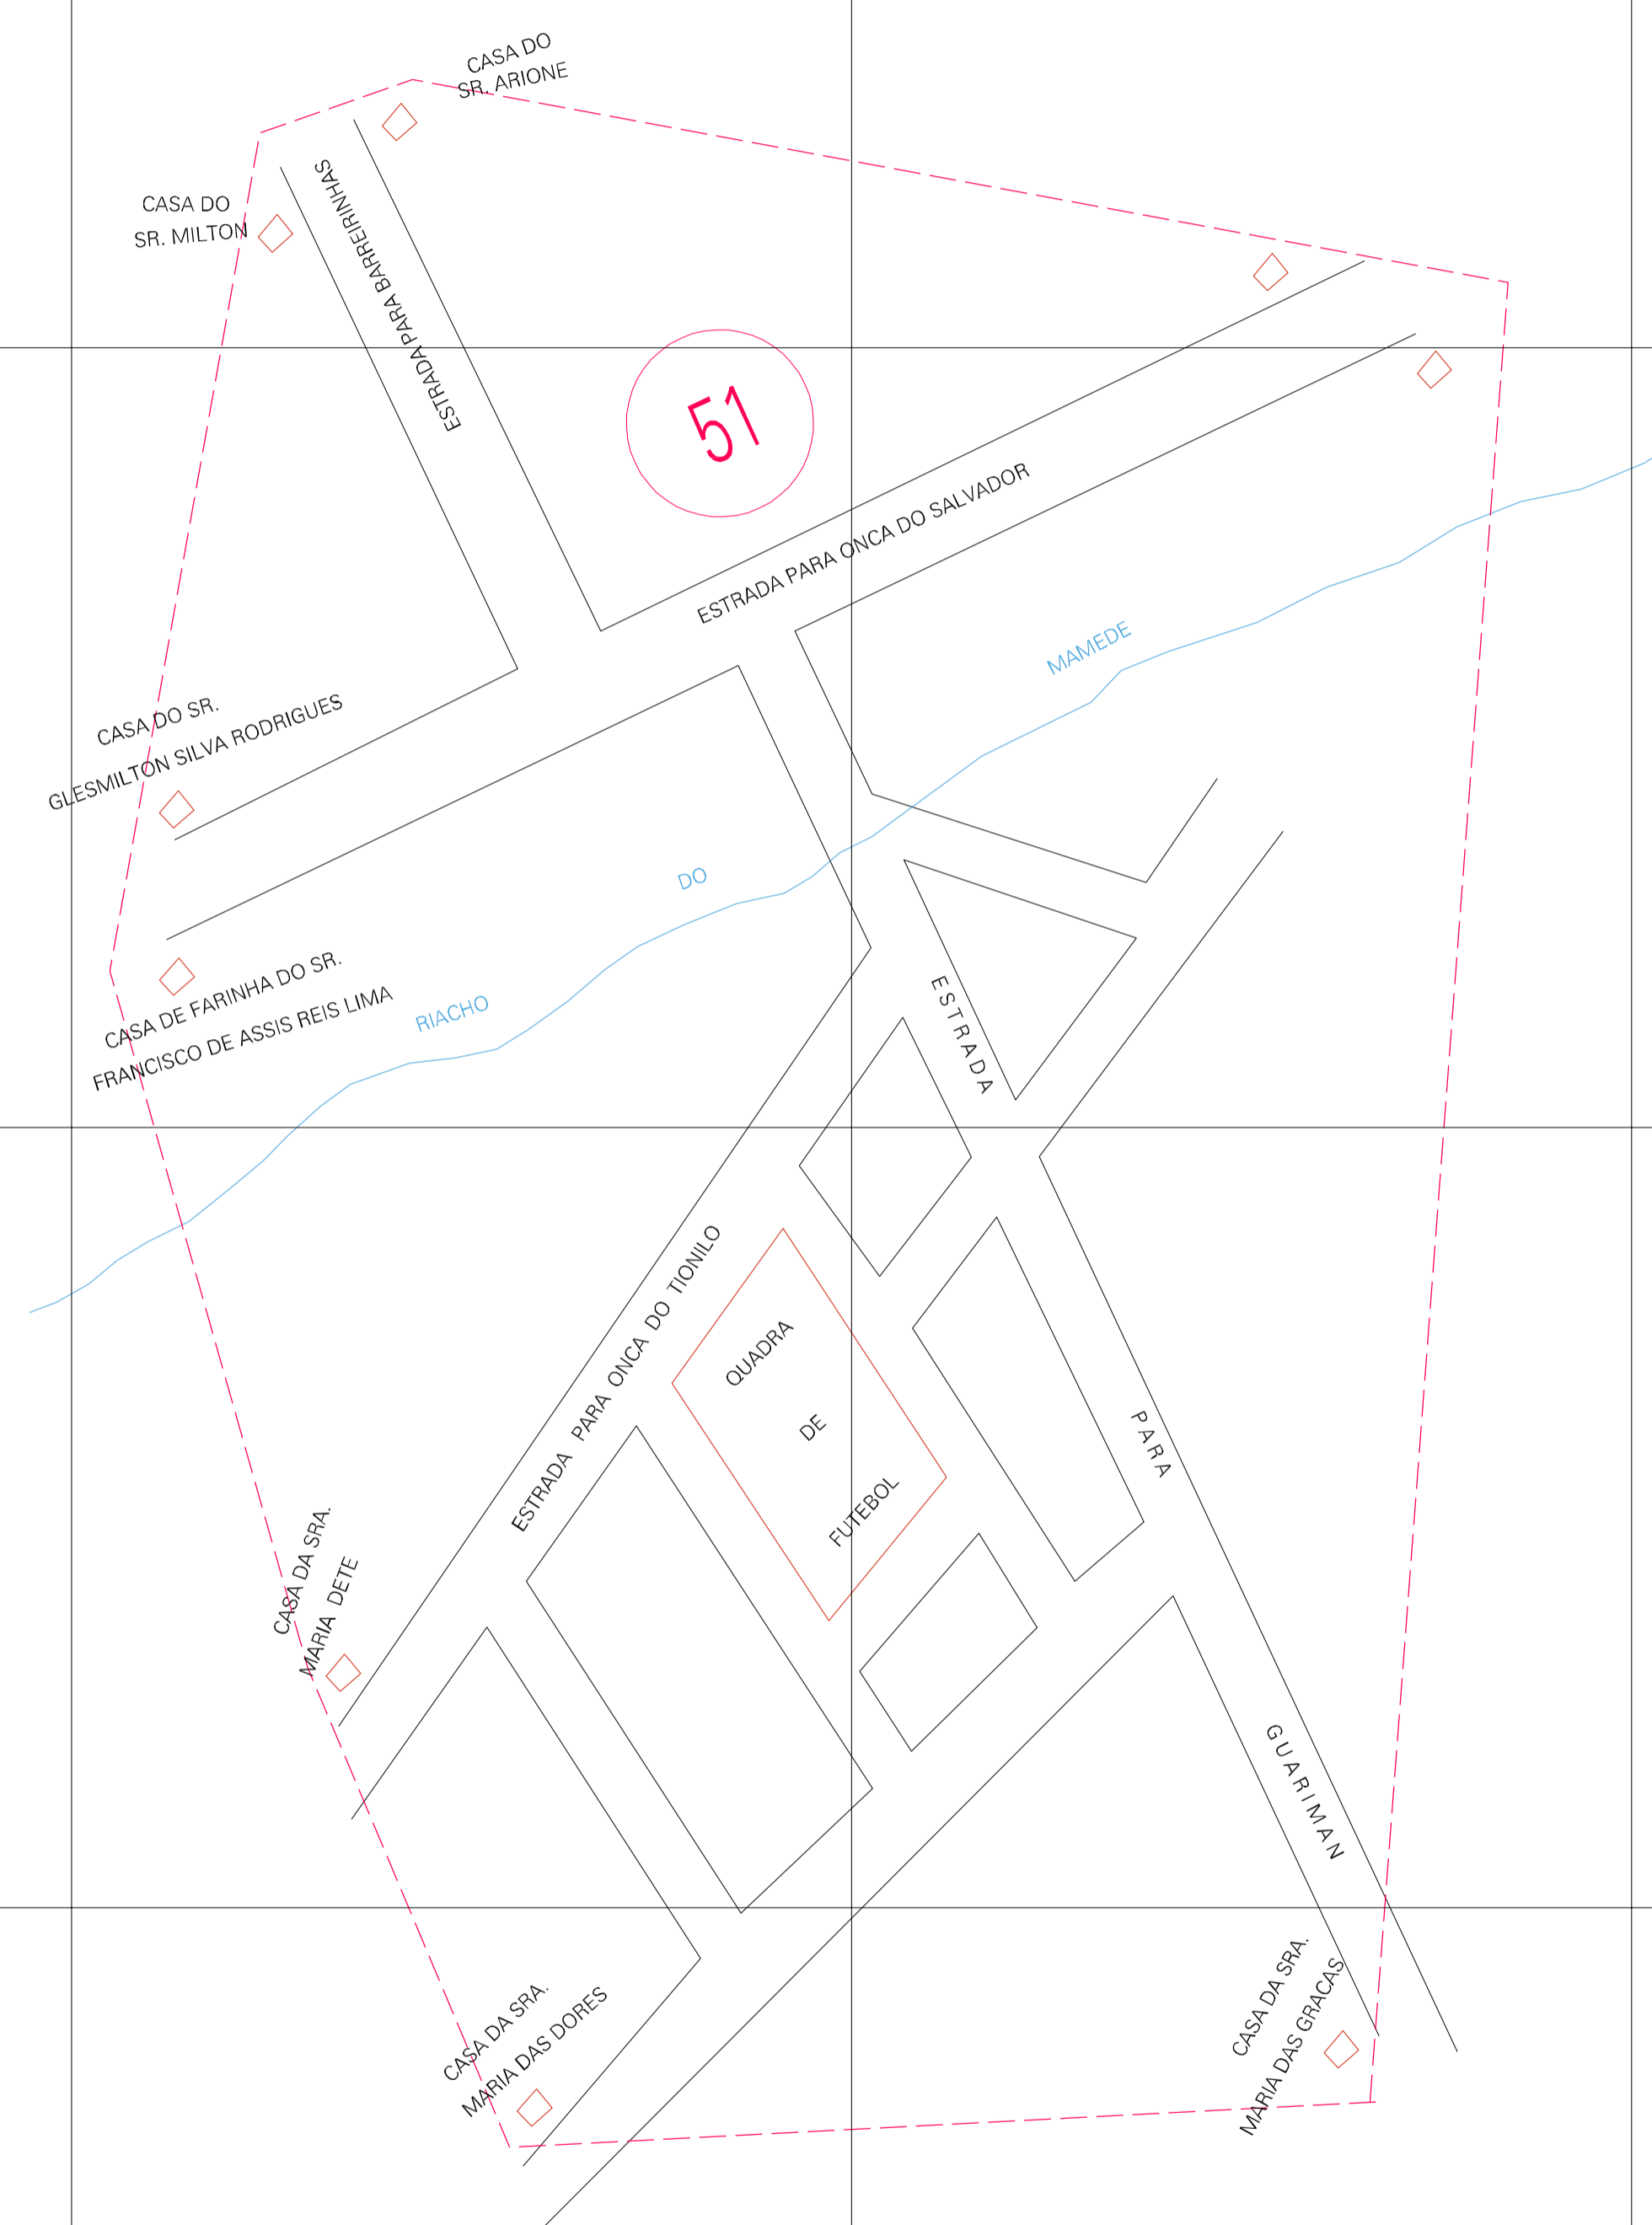 CASA DO
SR. ARIONE
CASA DO
SR. MILTON
ESTRADA PARA BARREIRINHAS
51
ESTRADA PARA ONCA DO SALVADOR
MAMEDE
CASA DO SR.
GLESMILTON SILVA RODRIGUES
DO
CASA DE FARINHA DO SR.
FRANCISCO DE ASSIS REIS LIMA
RIACHO
ESTRADA
ESTRADA PARA ONCA DO TIONILO
QUADRA
DE
FUTEBOL
PARA
CASA DA SRA.
MARIA DETE
GUARIMAN
CASA DA SRA.
MARIA DAS DORES
CASA DA SRA.
MARIA DAS GRACAS